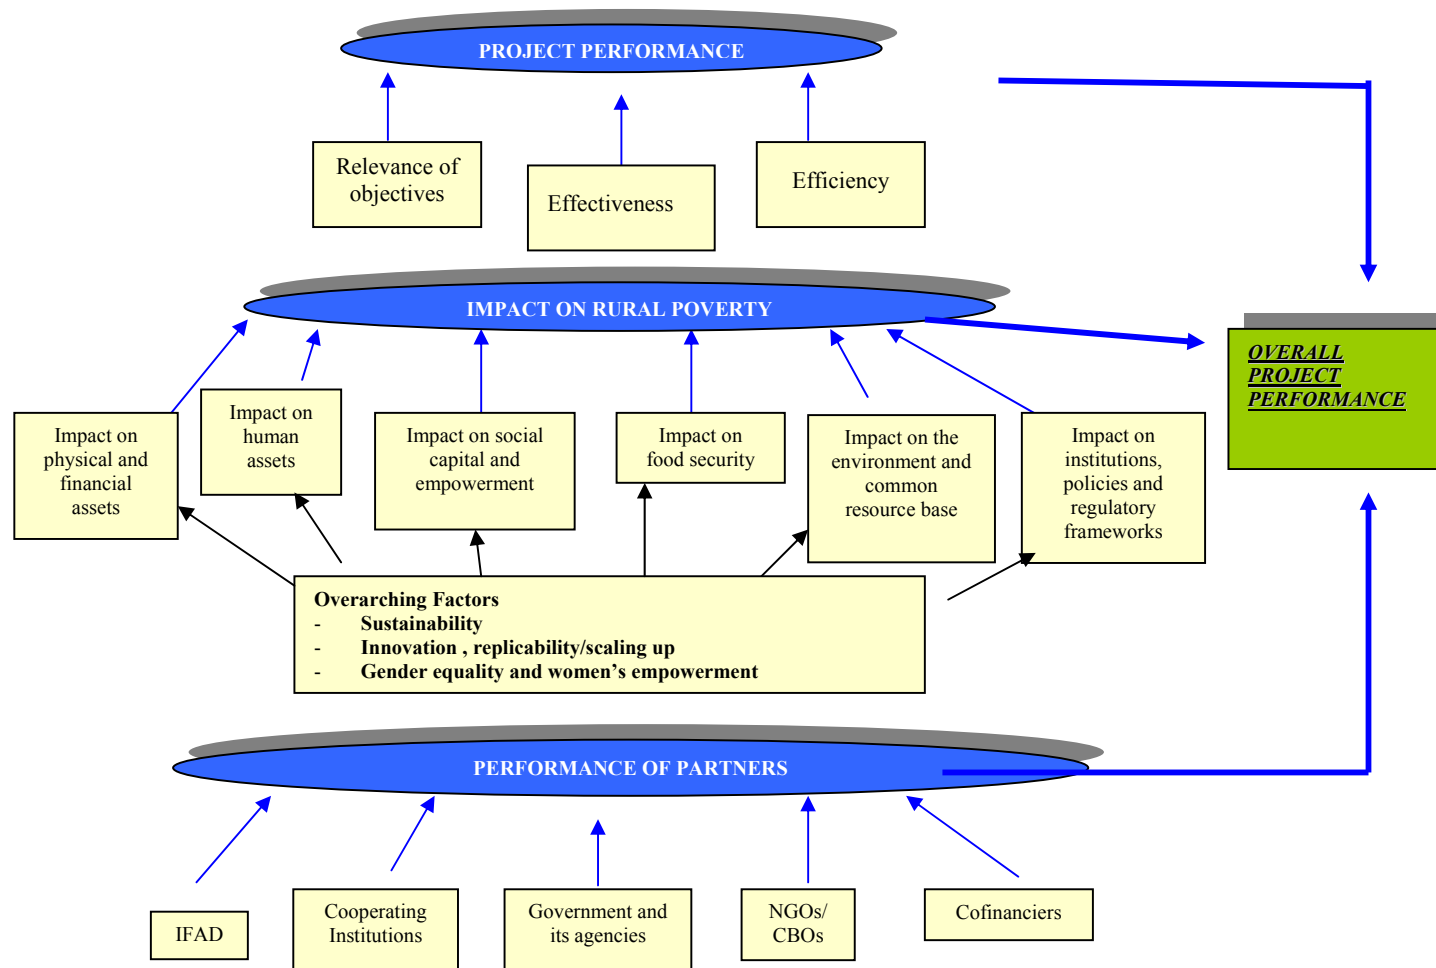 PROJECT PERFORMANCE
Relevance of
objectives
Effectiveness
Efficiency
IMPACT ON RURAL POVERTY
OVERALL
PROJECT
PERFORMANCE
Impact on
physical and
financial
assets
Impact on
human
assets
Impact on social
capital and
empowerment
Impact on
food security
Impact on the
environment and
common
resource base
Impact on
institutions,
policies and
regulatory
frameworks
Overarching Factors
- Sustainability
- Innovation , replicability/scaling up
- Gender equality and women’s empowerment
PERFORMANCE OF PARTNERS
IFAD
Cooperating
Institutions
Government and
its agencies
NGOs/
CBOs
Cofinanciers